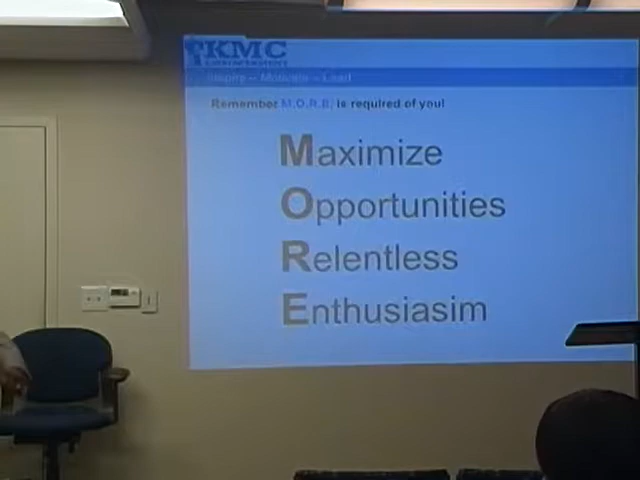 KMC
Inspire ~ Motivate ~ Lead
Remember M.O.R.E. is required of you!
Maximize
Opportunities
Relentless
Enthusiasim